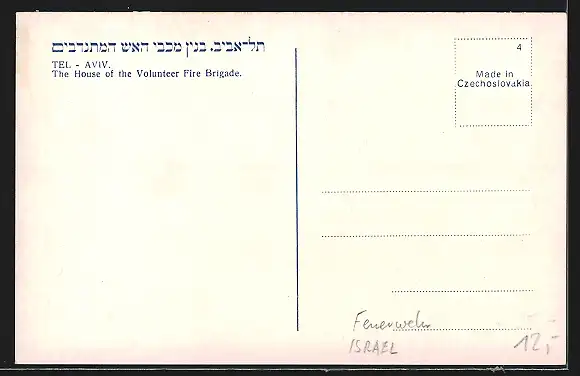 תל־אביב. בנין מכבי האש המתנדבים
TEL - AVIV.
The House of the Volunteer Fire Brigade.
4
Made in
Czechoslovakia
Feuerwehr
ISRAEL
12,-